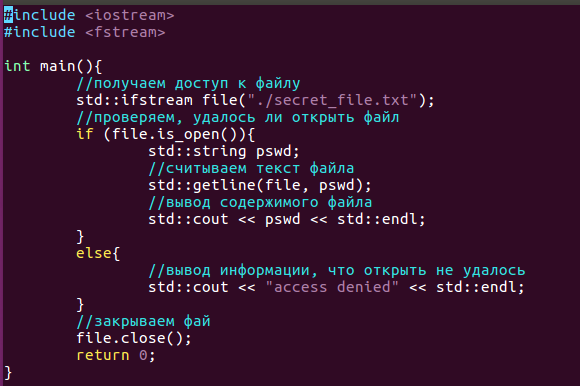 #include <iostream>
#include <fstream>

int main(){
        //получаем доступ к файлу
        std::ifstream file("./secret_file.txt");
        //проверяем, удалось ли открыть файл
        if (file.is_open()){
                std::string pswd;
                //считываем текст файла
                std::getline(file, pswd);
                //вывод содержимого файла
                std::cout << pswd << std::endl;
        }
        else{
                //вывод информации, что открыть не удалось
                std::cout << "access denied" << std::endl;
        }
        //закрываем фай
        file.close();
        return 0;
}